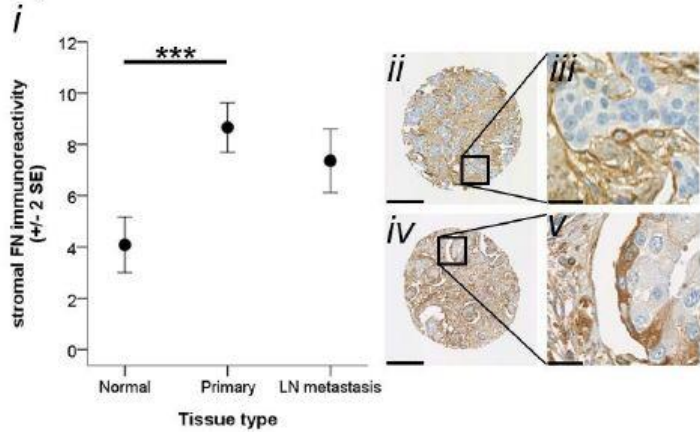 i
12
***
10
8
6
4
2
0
stromal FN immunoreactivity
(+/- 2 SE)
Normal Primary LN metastasis
Tissue type
ii
iii
iv
v